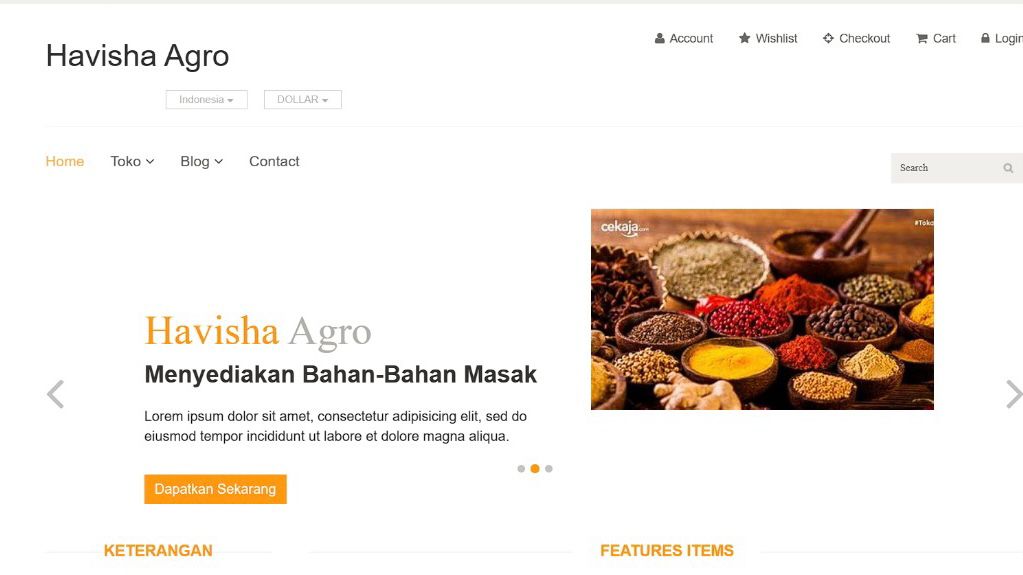 Havisha Agro
Account Wishlist Checkout Cart Login
Indonesia DOLLAR
Home Toko Blog Contact
Search
cekaja.com
#Toko
Havisha Agro
Menyediakan Bahan-Bahan Masak
Lorem ipsum dolor sit amet, consectetur adipisicing elit, sed do
eiusmod tempor incididunt ut labore et dolore magna aliqua.
Dapatkan Sekarang
KETERANGAN FEATURES ITEMS